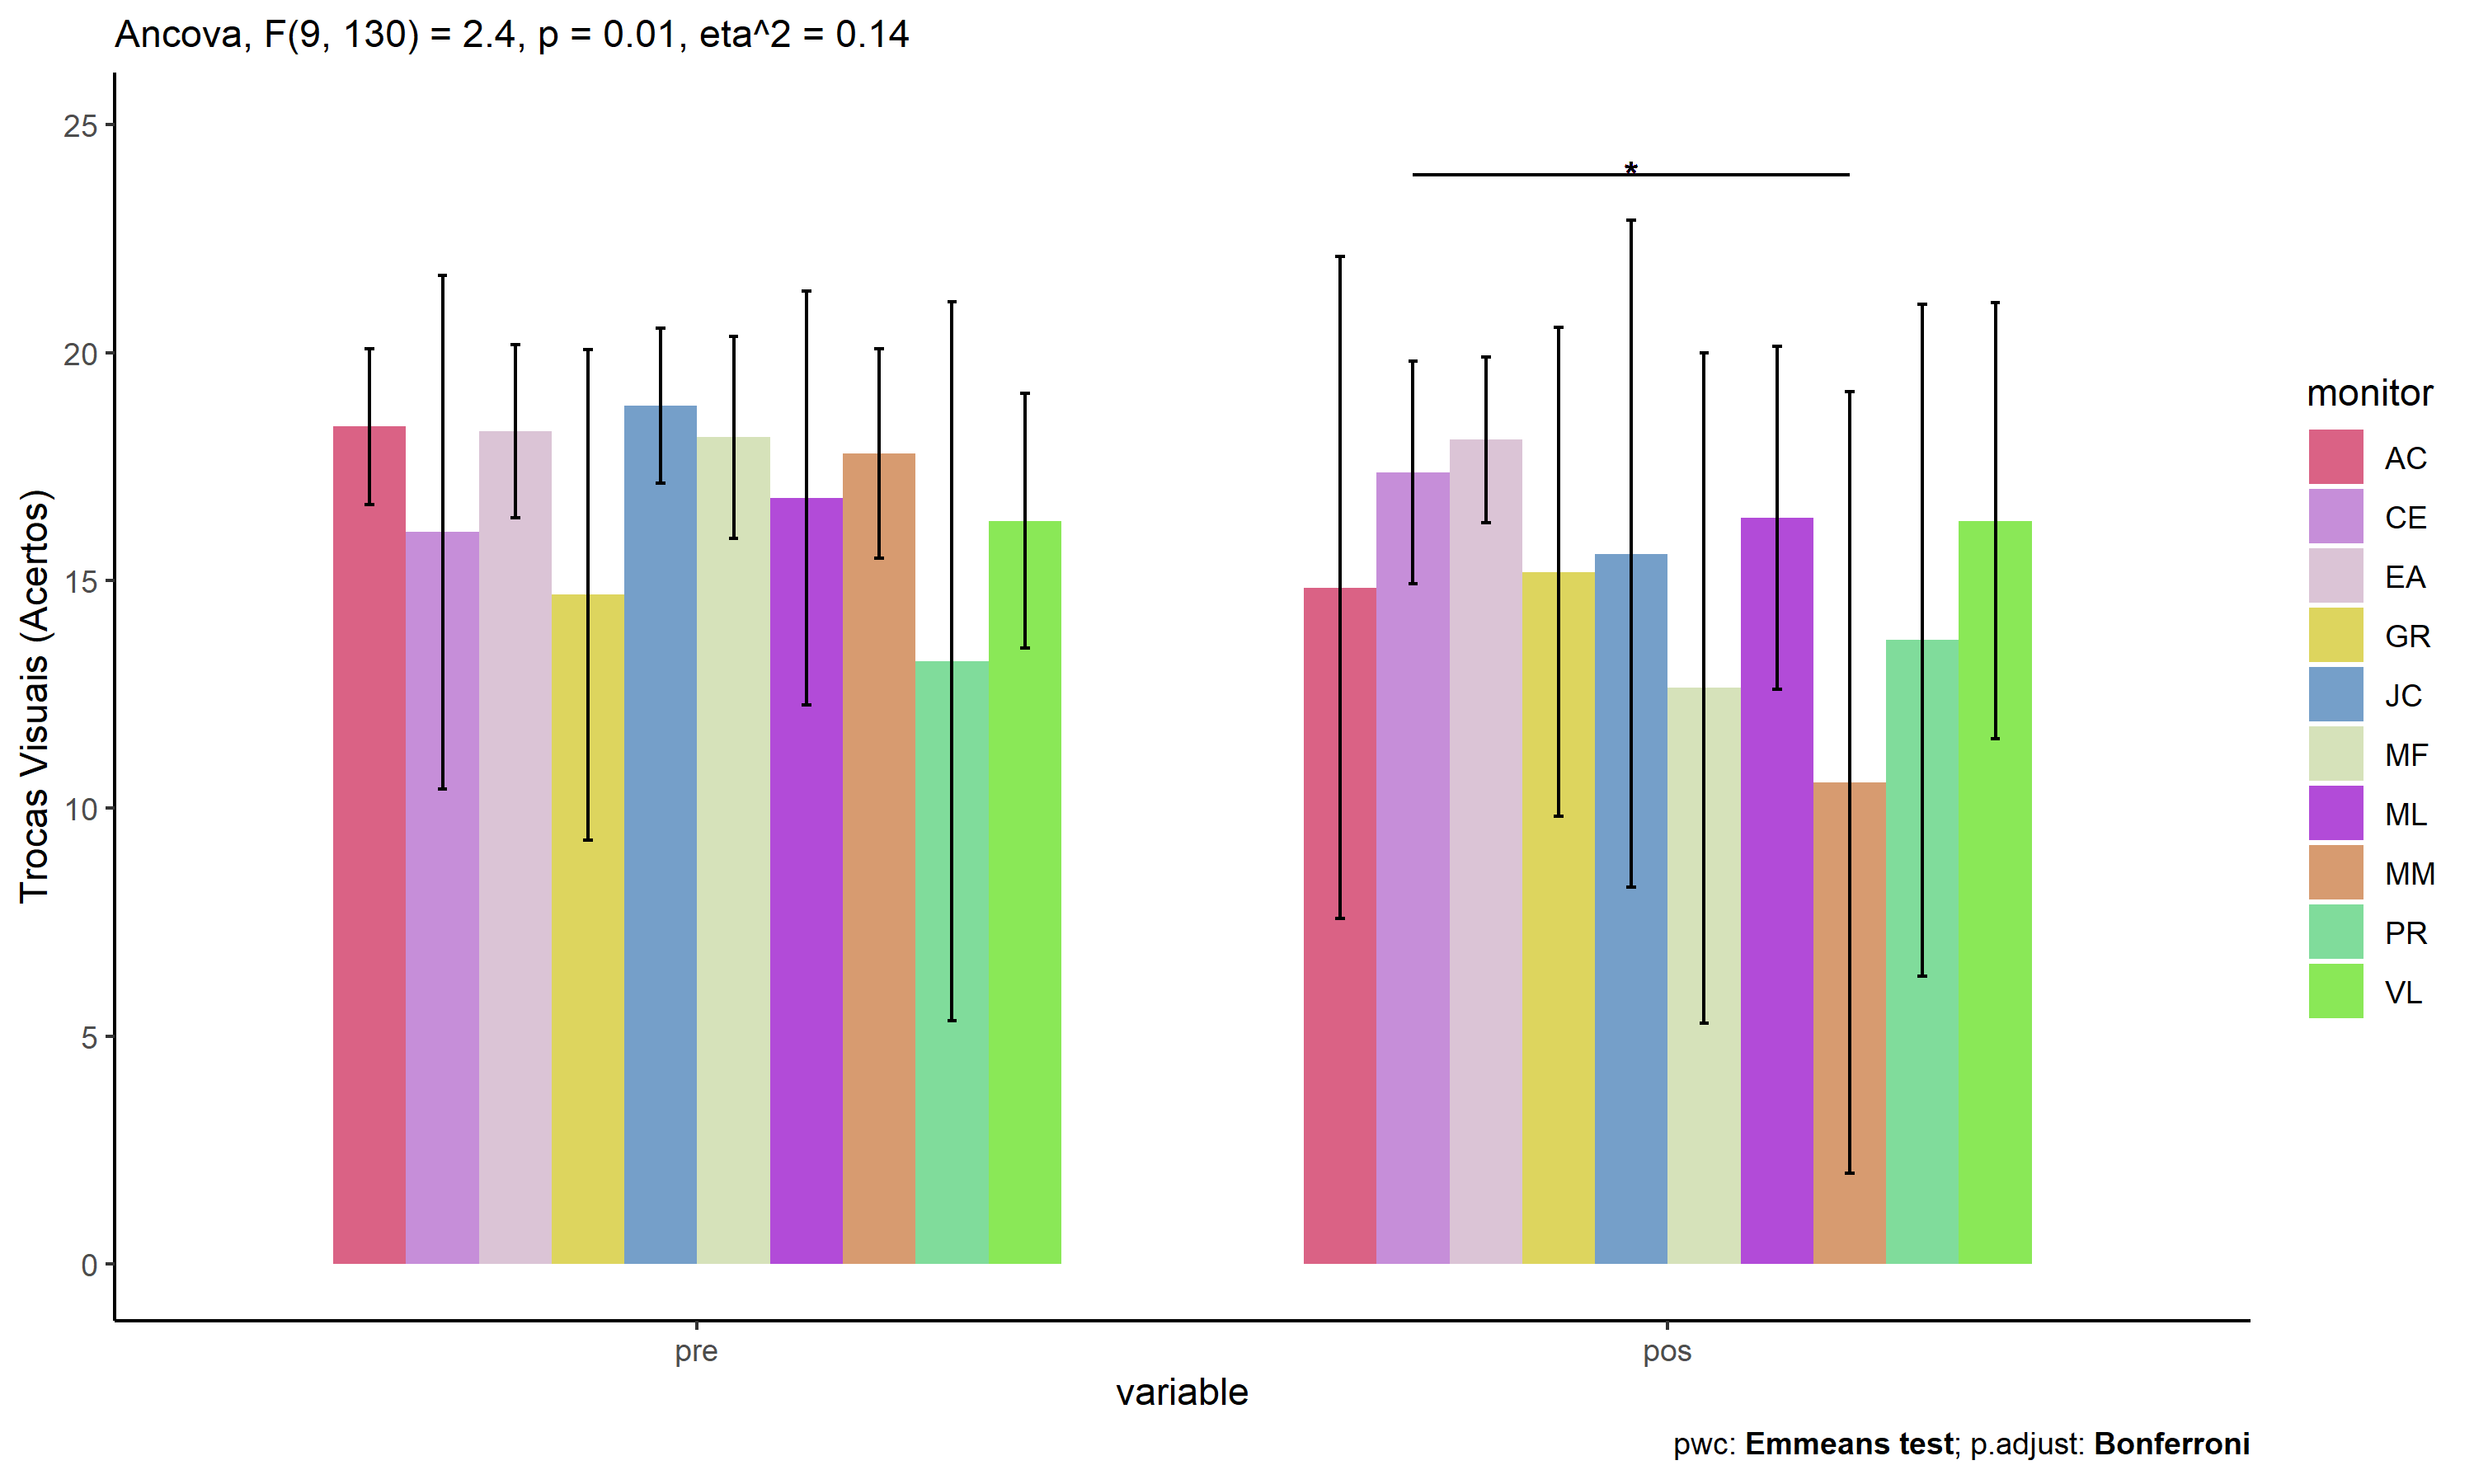 Ancova, F(9, 130) = 2.4, p = 0.01, eta^2 = 0.14
Trocas Visuais (Acertos)
25
20
15
10
5
0
*
pre
pos
variable
monitor
AC
CE
EA
GR
JC
MF
ML
MM
PR
VL
pwc: Emmeans test; p.adjust: Bonferroni